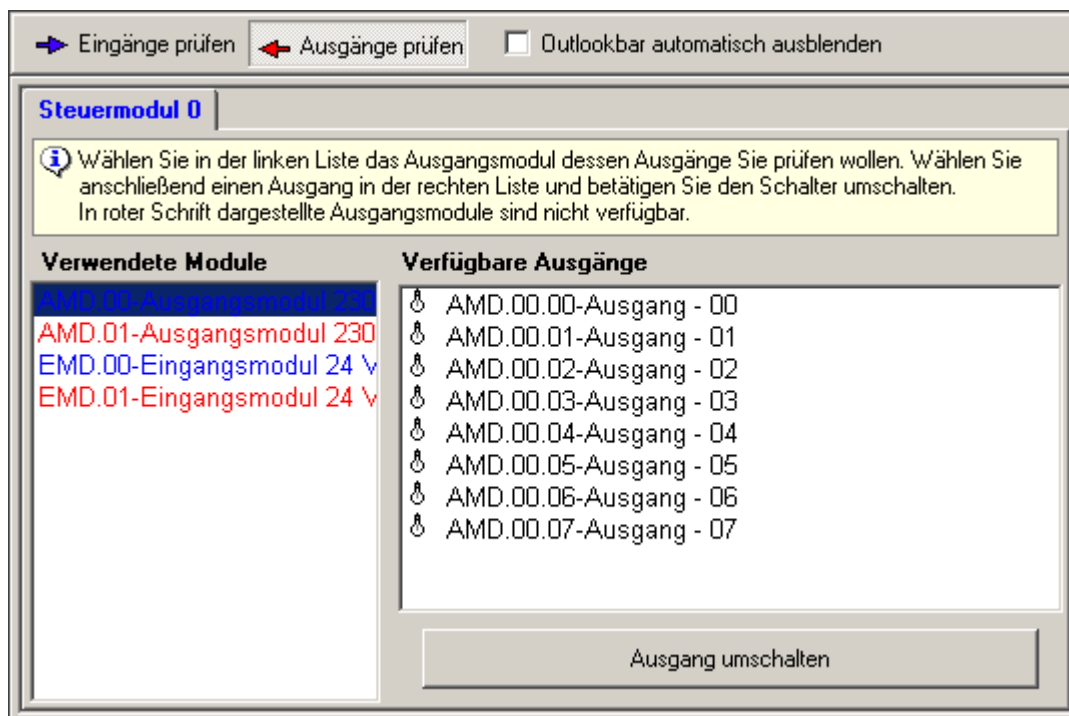 Eingänge prüfen
Ausgänge prüfen
Outlookbar automatisch ausblenden
Steuermodul 0
Wählen Sie in der linken Liste das Ausgangsmodul dessen Ausgänge Sie prüfen wollen. Wählen Sie
anschließend einen Ausgang in der rechten Liste und betätigen Sie den Schalter umschalten.
In roter Schrift dargestellte Ausgangsmodule sind nicht verfügbar.
Verwendete Module
AMD.00-Ausgangsmodul 230
AMD.01-Ausgangsmodul 230
EMD.00-Eingangsmodul 24 V
EMD.01-Eingangsmodul 24 V
Verfügbare Ausgänge
AMD.00.00-Ausgang - 00
AMD.00.01-Ausgang - 01
AMD.00.02-Ausgang - 02
AMD.00.03-Ausgang - 03
AMD.00.04-Ausgang - 04
AMD.00.05-Ausgang - 05
AMD.00.06-Ausgang - 06
AMD.00.07-Ausgang - 07
Ausgang umschalten